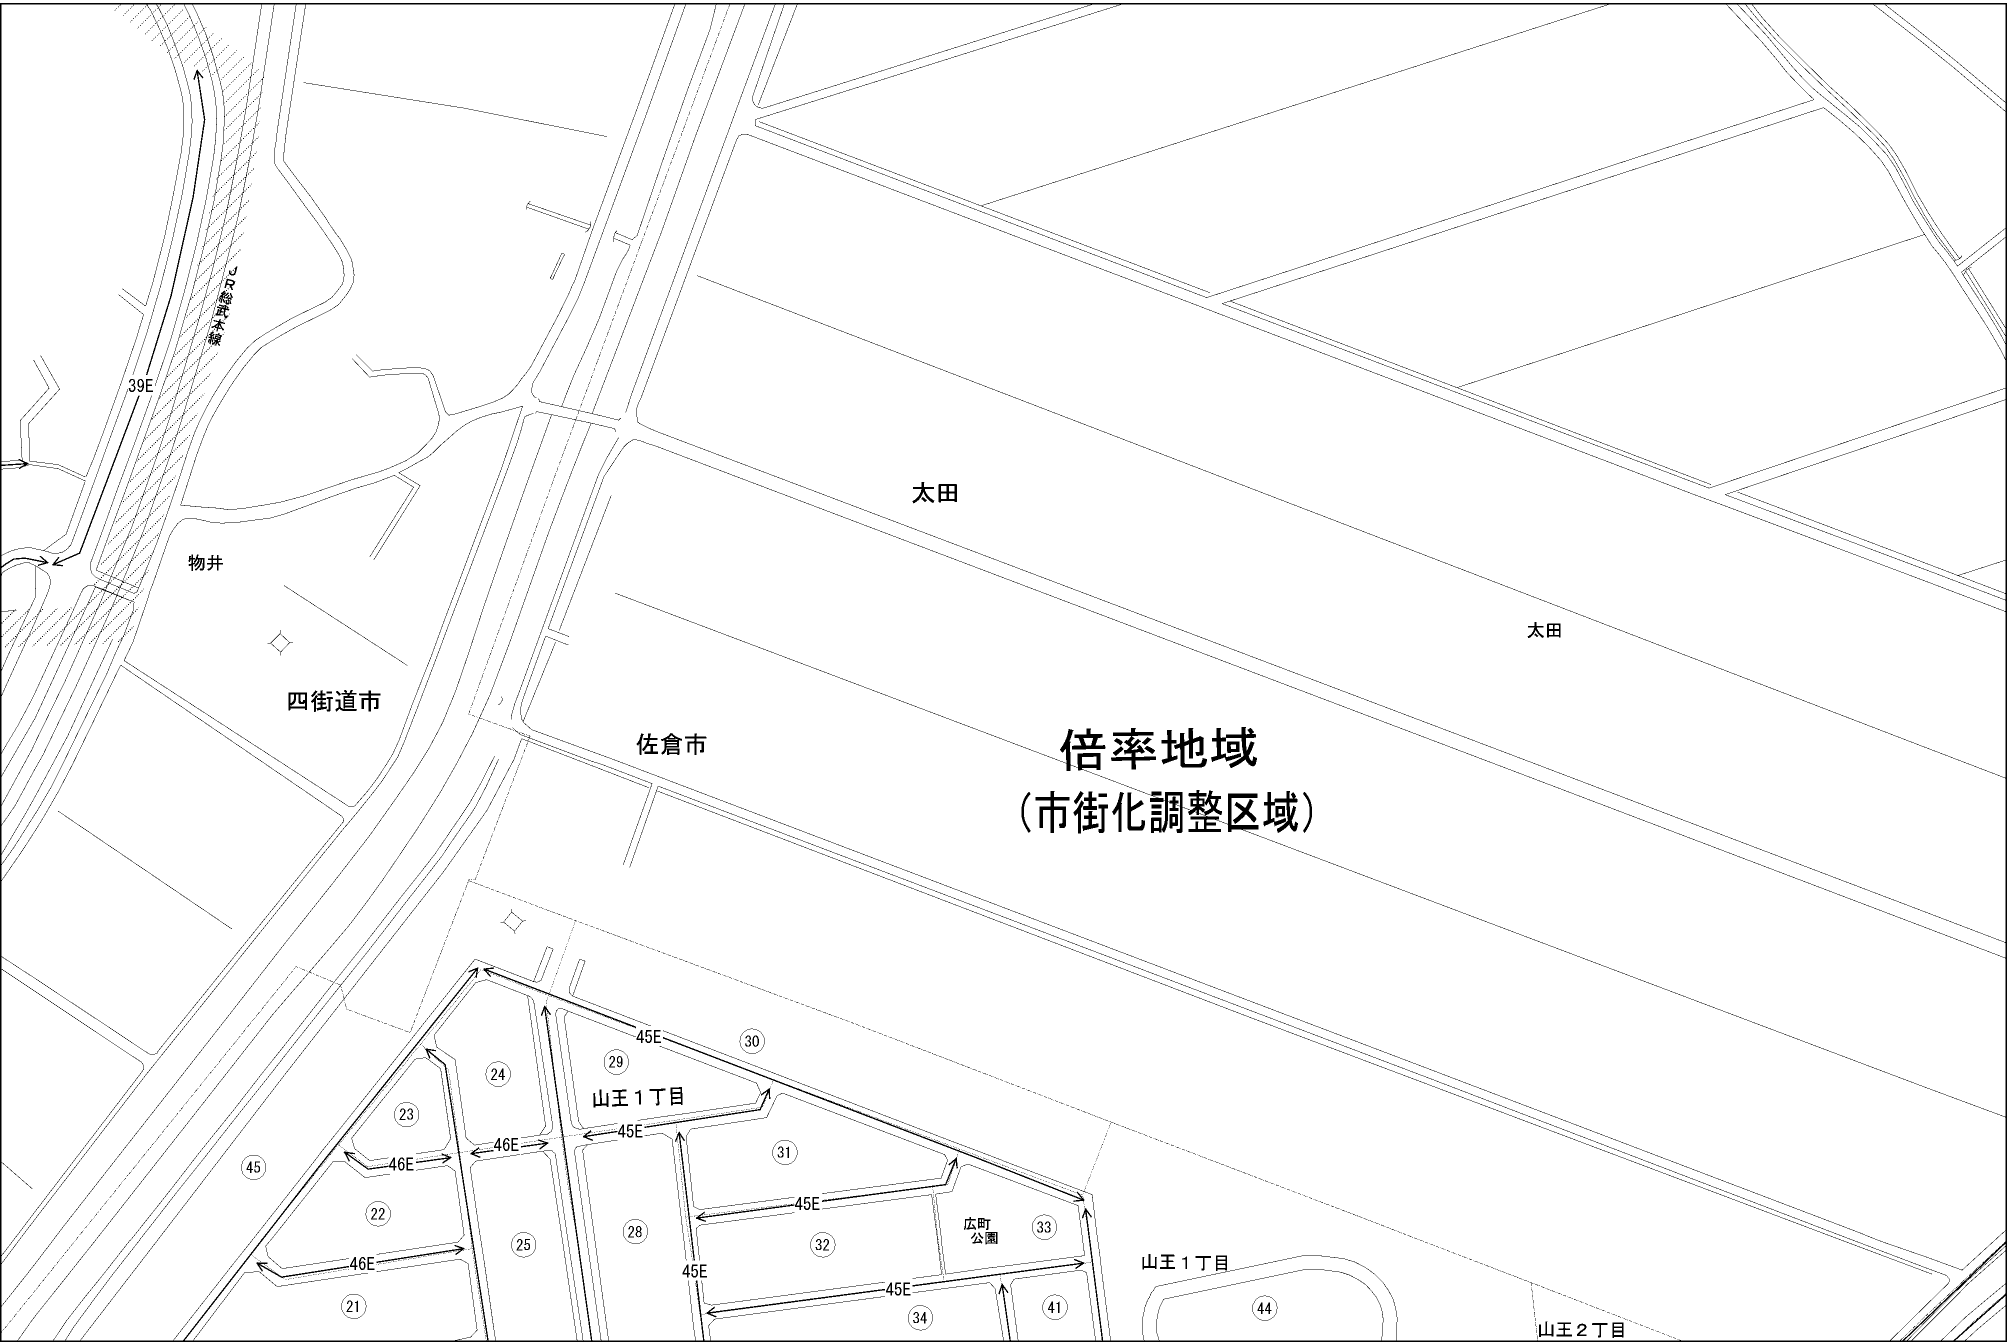 JR総武本線
39E
太田
物井
太田
四街道市
佐倉市
倍率地域
（市街化調整区域）
45E
30
29
24
山王１丁目
23
45E
46E
31
46E
45
45E
22
広町
公園
33
28
25
32
46E
山王１丁目
45E
45E
21
44
41
34
山王２丁目